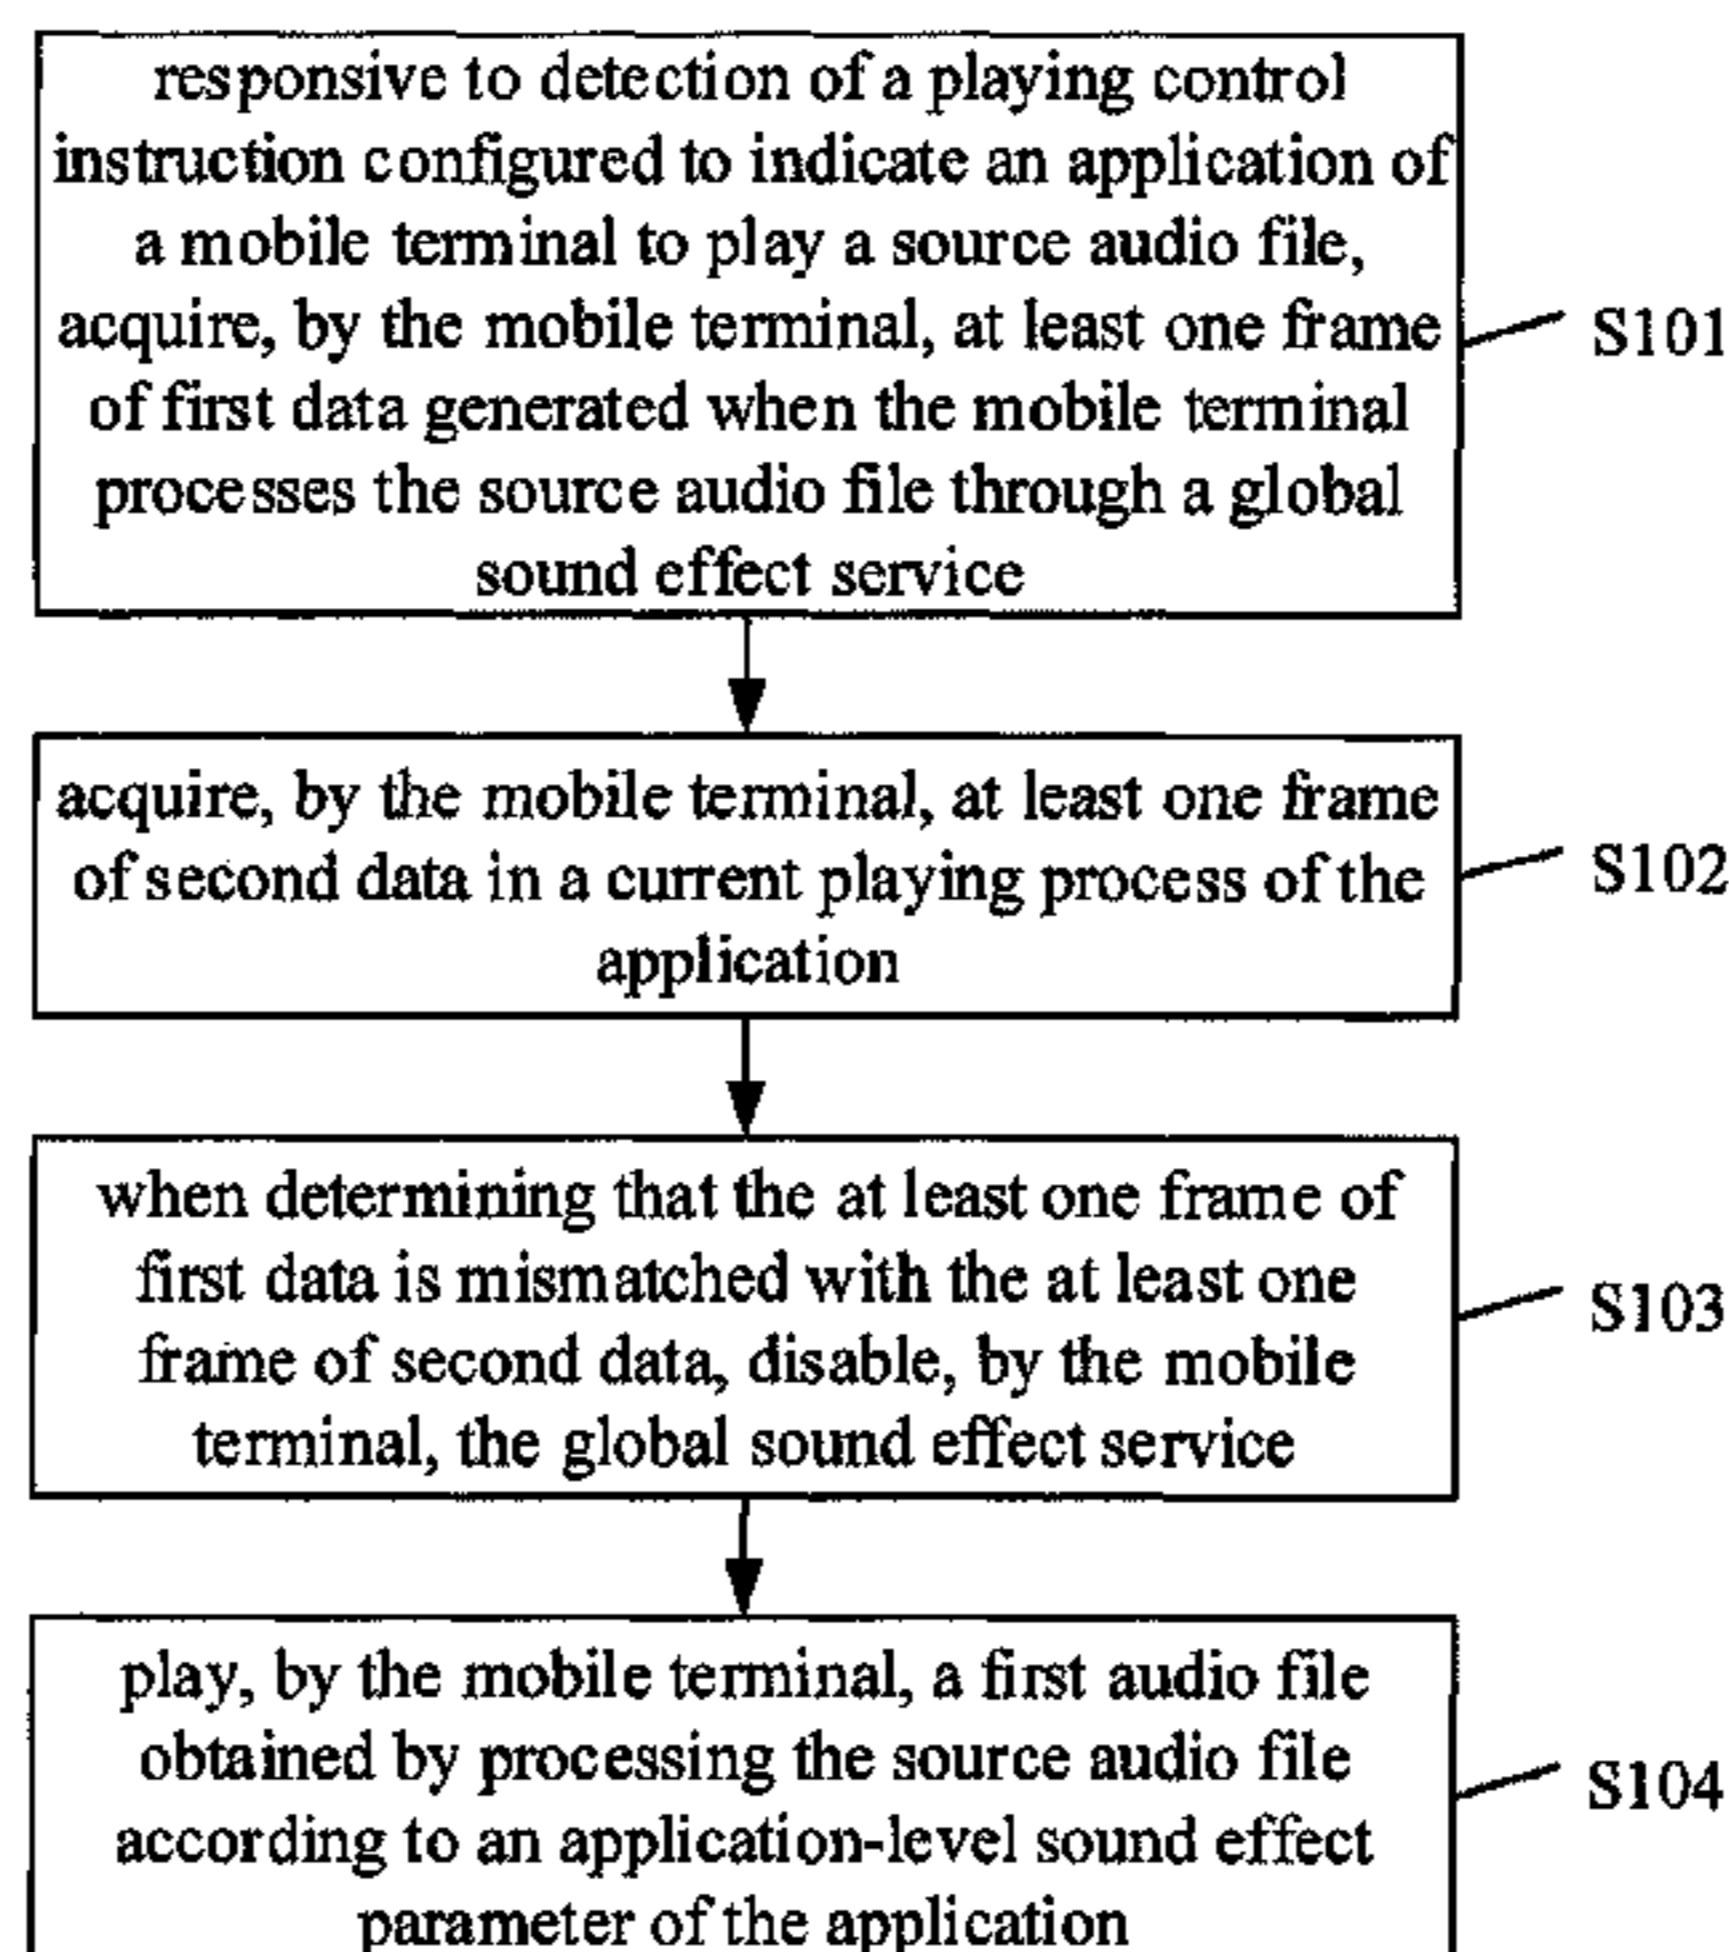 responsive to detection of a playing control
instruction configured to indicate an application of
a mobile terminal to play a source audio file,
acquire, by the mobile terminal, at least one frame
of first data generated when the mobile terminal
processes the source audio file through a global
sound effect service
S101
acquire, by the mobile terminal, at least one frame
of second data in a current playing process of the
application
S102
when determining that the at least one frame of
first data is mismatched with the at least one
frame of second data, disable, by the mobile
terminal, the global sound effect service
S103
play, by the mobile terminal, a first audio file
obtained by processing the source audio file
according to an application-level sound effect
parameter of the application
S104